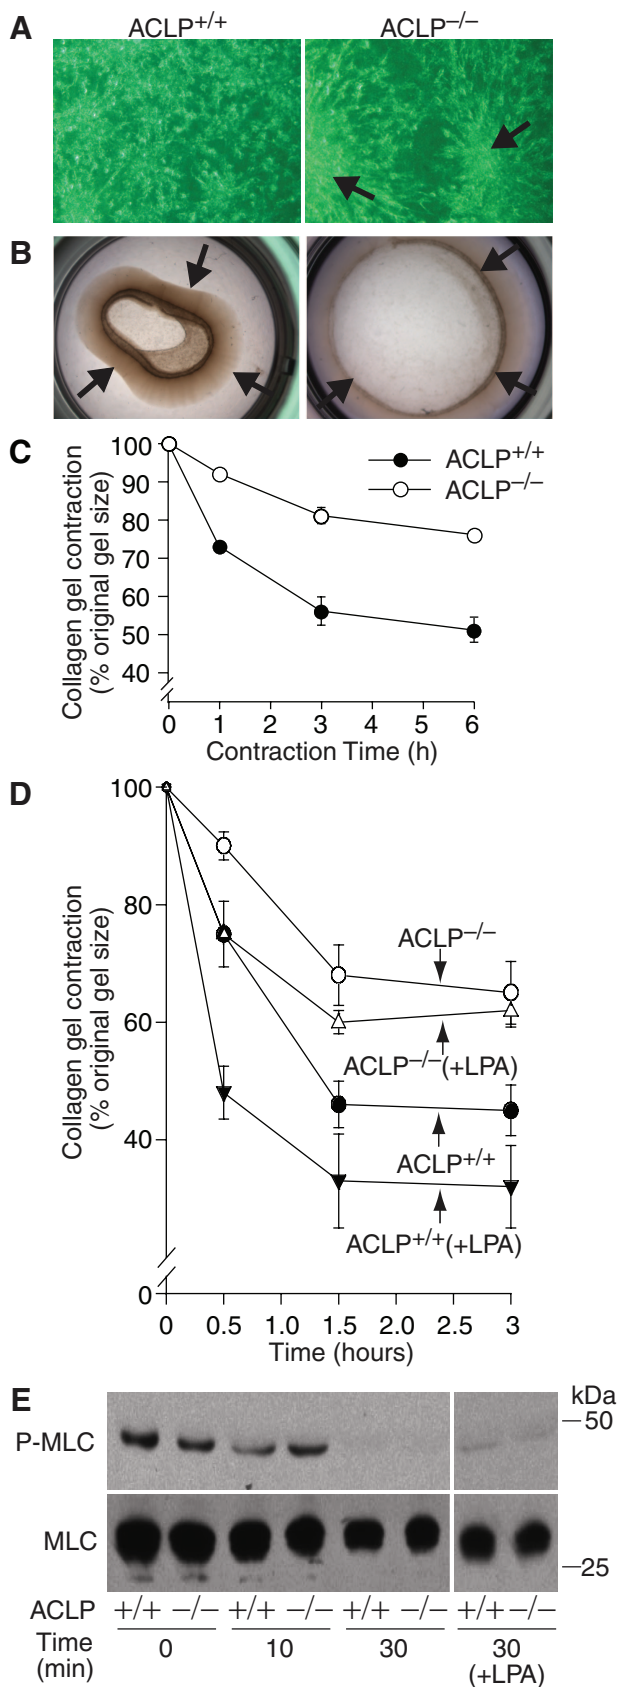 A
ACLP+/+
ACLP−/−
B
C
Collagen gel contraction
(% original gel size)
100
90
80
70
60
50
40
ACLP+/+
ACLP−/−
0 1 2 3 4 5 6
Contraction Time (h)
D
Collagen gel contraction
(% original gel size)
100
80
60
40
0
ACLP−/−
ACLP−/−(+LPA)
ACLP+/+
ACLP+/+(+LPA)
0 0.5 1.0 1.5 2.0 2.5 3
Time (hours)
E
kDa
P-MLC
50
MLC
25
ACLP +/+ −/− +/+ −/− +/+ −/− +/+ −/−
Time 0 10 30 30
(min) (+LPA)